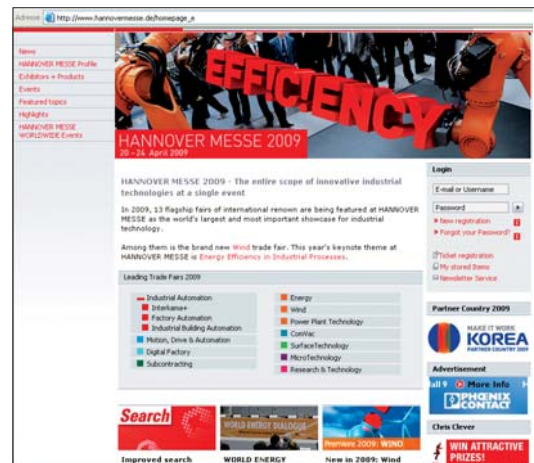 Adresse http://www.hannovermesse.de/homepage_e
News
HANNOVER MESSE Profile
Exhibitors + Products
Events
Featured topics
Highlights
HANNOVER MESSE
WORLDWIDE Events
EFFICIENCY
HANNOVER MESSE 2009
20 - 24 April 2009
HANNOVER MESSE 2009 - The entire scope of innovative industrial
technologies at a single event
In 2009, 13 flagship fairs of international renown are being featured at HANNOVER
MESSE as the world's largest and most important showcase for industrial
technology.
Among them is the brand new Wind trade fair. This year's keynote theme at
HANNOVER MESSE is Energy Efficiency in Industrial Processes.
Leading Trade Fairs 2009
Industrial Automation
Interkama+
Factory Automation
Industrial Building Automation
Motion, Drive & Automation
Digital Factory
Subcontracting
Energy
Wind
Power Plant Technology
ComVac
SurfaceTechnology
MicroTechnology
Research & Technology
Search
Improved search
WORLD ENERGY DIALOGUE
WORLD ENERGY
Premiere 2009: WIND
New in 2009: Wind
Login
E-mail or Username
Password
New registration
Forgot your Password?
Ticket registration
My stored Items
Newsletter Service
Partner Country 2009
MAKE IT WORK
KOREA
PARTNER COUNTRY 2009
Advertisement
all 9 More Info H
PHŒNIX
CONTACT
Chris Clever
WIN ATTRACTIVE
PRIZES!